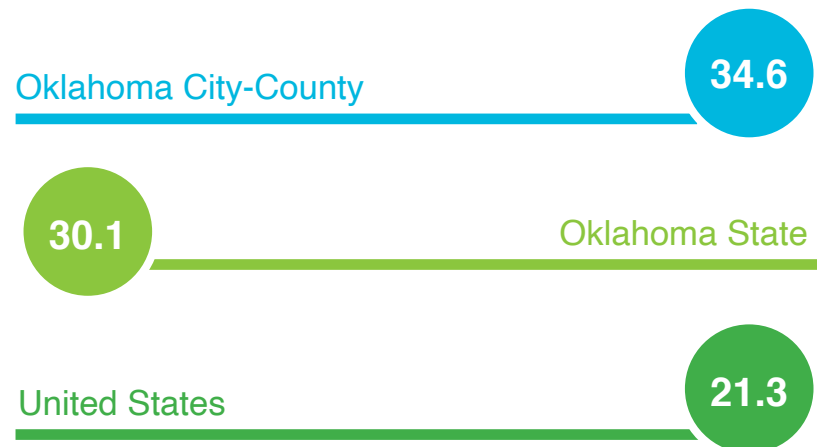 Oklahoma City-County
34.6
30.1
Oklahoma State
United States
21.3